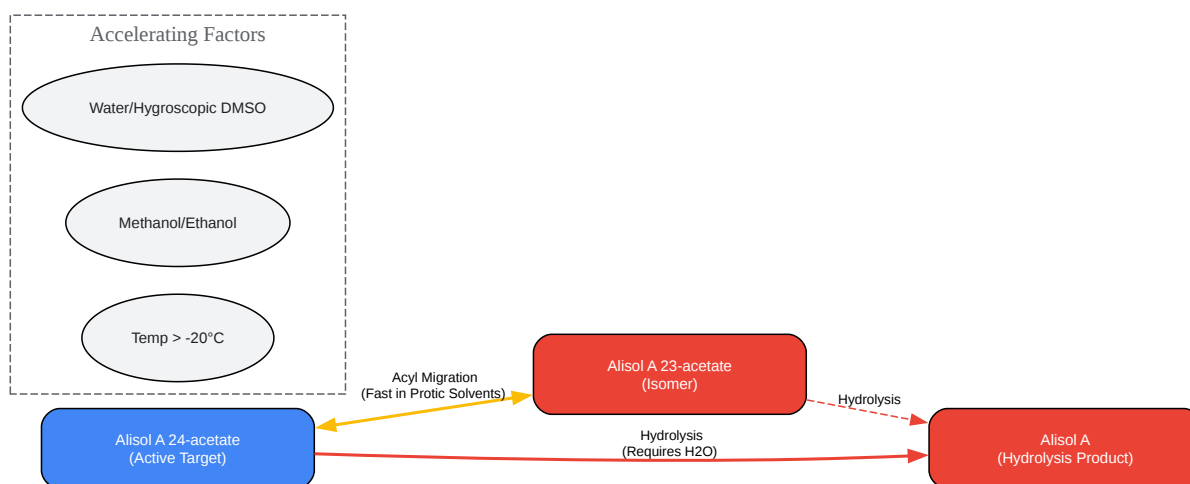 Accelerating Factors
Water/Hygroscopic DMSO
Methanol/Ethanol
Temp > -20°C
Acyl Migration
(Fast in Protic Solvents)
Alisol A 23-acetate
(Isomer)
Hydrolysis
Alisol A 24-acetate
(Active Target)
Hydrolysis
(Requires H2O)
Alisol A
(Hydrolysis Product)